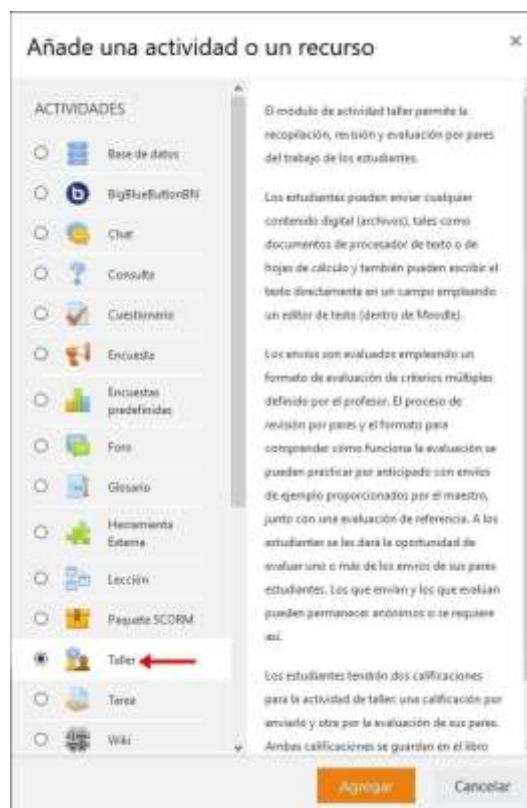 Añade una actividad o un recurso
×
ACTIVIDADES
Base de datos
BigBlueButtonBN
Chat
Consulta
Cuestionario
Encuesta
Encuestas
predefinidas
Foro
Glosario
Herramienta
Externa
Lección
Paquete SCORM
Taller
Tarea
Wiki
El módulo de actividad taller permite la
recopilación, revisión y evaluación por pares
del trabajo de los estudiantes.
Los estudiantes pueden enviar cualquier
contenido digital (archivos), tales como
documentos de procesador de texto o de
hojas de cálculo y también pueden escribir el
texto directamente en un campo empleando
un editor de texto (dentro de Moodle).
Los envíos son evaluados empleando un
formato de evaluación de criterios múltiples
definido por el profesor. El proceso de
revisión por pares y el formato para
comprender cómo funciona la evaluación se
pueden practicar por anticipado con envíos
de ejemplo proporcionados por el maestro,
junto con una evaluación de referencia. A los
estudiantes se les dará la oportunidad de
evaluar uno o más de los envíos de sus pares
estudiantes. Los que envían y los que evalúan
pueden permanecer anónimos si se requiere
así.
Los estudiantes tendrán dos calificaciones
para la actividad de taller: una calificación por
enviarlo y otra por la evaluación de sus pares.
Ambas calificaciones se guardan en el libro
Agregar
Cancelar